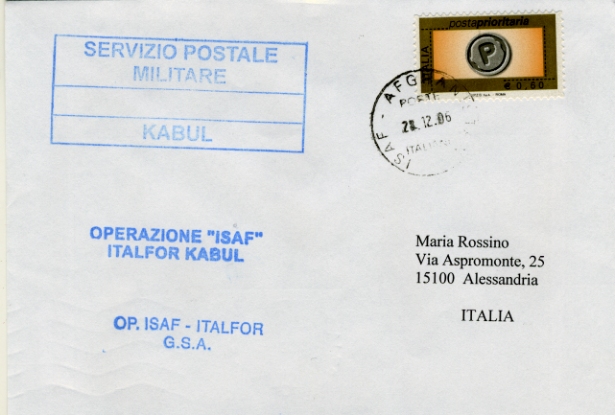 SERVIZIO POSTALE
MILITARE
KABUL
postaprioritaria
ITALIA
P
€ 0,60
ISAF - AFG
POSTE
28.12.06
OPERAZIONE "ISAF"
ITALFOR KABUL
Maria Rossino
Via Aspromonte, 25
15100 Alessandria
ITALIA
OP. ISAF - ITALFOR
G.S.A.